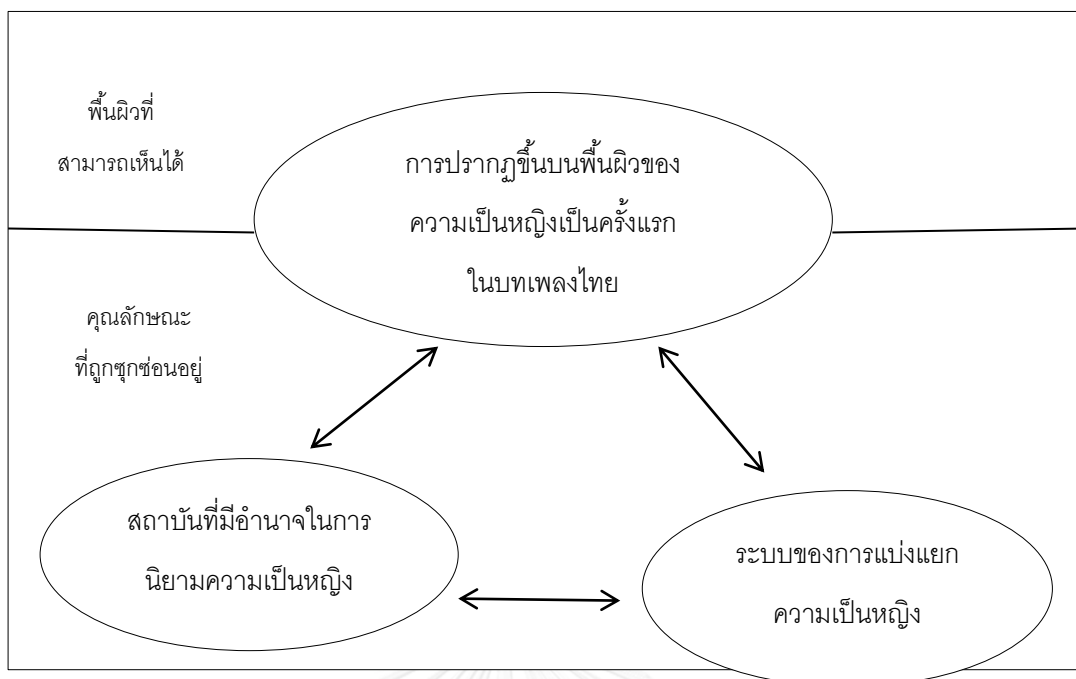 พื้นผิวที่
สามารถเห็นได้
การปรากฏขึ้นบนพื้นผิวของ
ความเป็นหญิงเป็นครั้งแรก
ในบทเพลงไทย
คุณลักษณะ
ที่ถูกซุกซ่อนอยู่
สถาบันที่มีอำนาจในการ
นิยามความเป็นหญิง
ระบบของการแบ่งแยก
ความเป็นหญิง